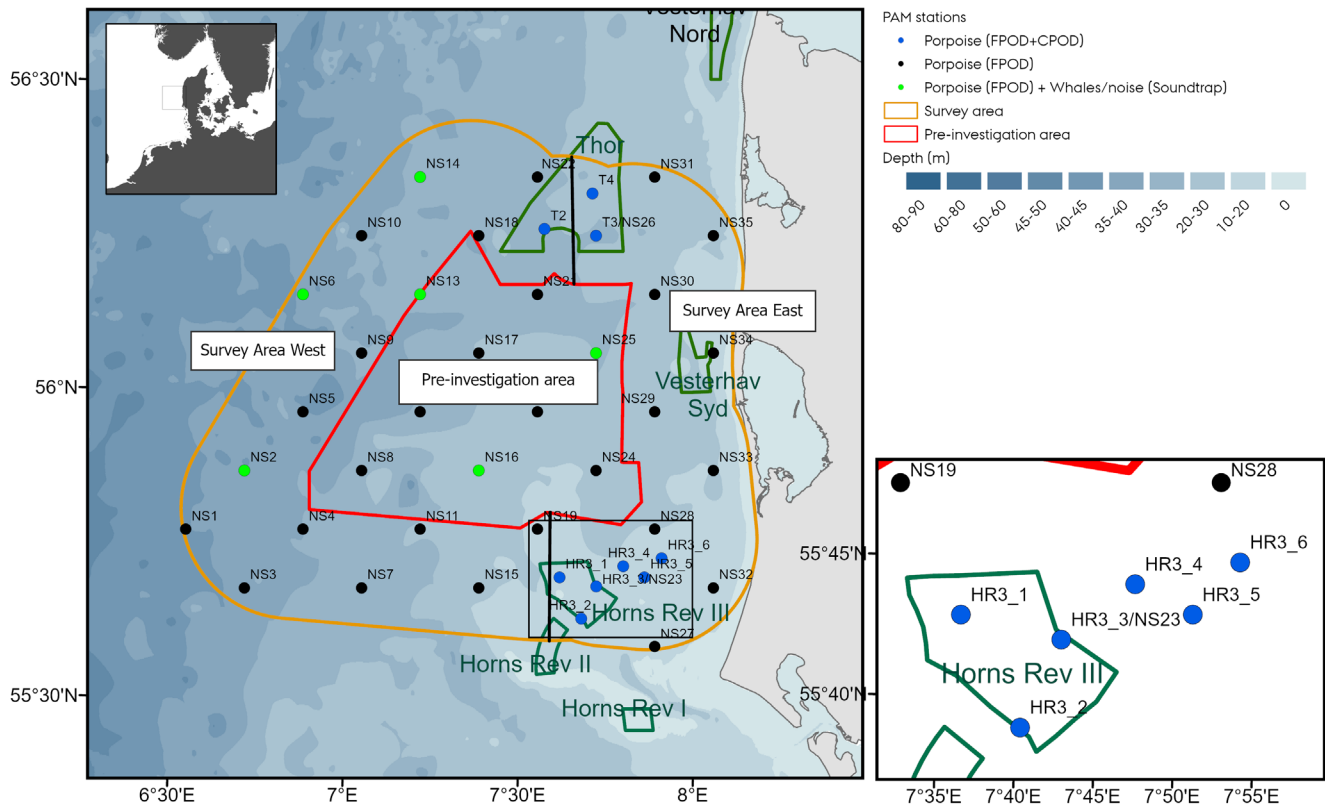 Vesterhav
Nord
56°30'N
56°N
55°30'N
6°30'E
7°E
7°30'E
8°E
Thor
NS14
NS22
NS31
T4
NS10
NS18
T2
T3/NS26
NS35
NS6
NS13
NS21
NS30
Survey Area East
Survey Area West
NS9
NS17
NS25
NS34
Pre-investigation area
Vesterhav
Syd
NS5
NS29
NS2
NS8
NS16
NS24
NS33
NS1
NS4
NS11
NS19
NS28
HR3_6
HR3_4
HR3_1
HR3_5
NS3
NS7
NS15
HR3_3/NS23
NS32
HR3_2
Horns Rev III
NS27
Horns Rev II
Horns Rev I
PAM stations
Porpoise (FPOD+CPOD)
Porpoise (FPOD)
Porpoise (FPOD) + Whales/noise (Soundtrap)
Survey area
Pre-investigation area
Depth (m)
80-90
60-80
50-60
45-50
40-45
35-40
30-35
20-30
10-20
0
NS19
NS28
55°45'N
HR3_6
HR3_4
HR3_1
HR3_5
HR3_3/NS23
Horns Rev III
55°40'N
HR3_2
7°35'E
7°40'E
7°45'E
7°50'E
7°55'E